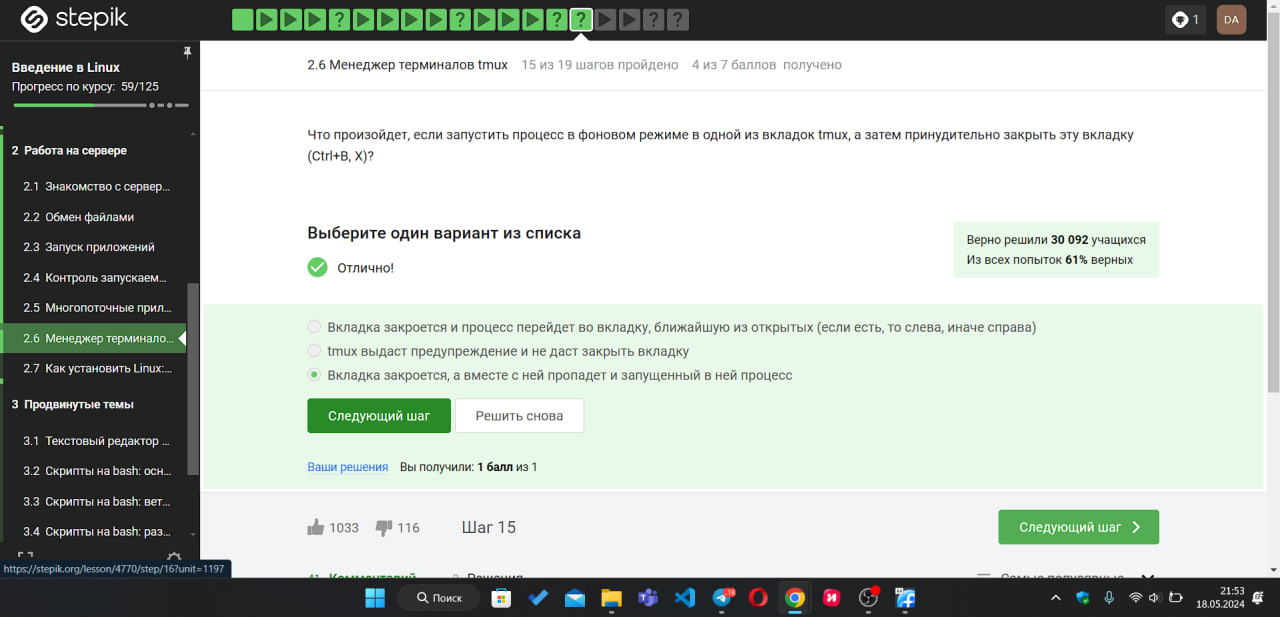 stepik
1
DA
Введение в Linux
Прогресс по курсу: 59/125
2.6 Менеджер терминалов tmux 15 из 19 шагов пройдено 4 из 7 баллов получено
2 Работа на сервере
2.1 Знакомство с сервер...
2.2 Обмен файлами
2.3 Запуск приложений
2.4 Контроль запускаем...
2.5 Многопоточные прил...
2.6 Менеджер терминало...
2.7 Как установить Linux:...
3 Продвинутые темы
3.1 Текстовый редактор ...
3.2 Скрипты на bash: осн...
3.3 Скрипты на bash: вет...
3.4 Скрипты на bash: раз...
Что произойдет, если запустить процесс в фоновом режиме в одной из вкладок tmux, а затем принудительно закрыть эту вкладку
(Ctrl+B, X)?
Выберите один вариант из списка
Отлично!
Верно решили 30 092 учащихся
Из всех попыток 61% верных
Вкладка закроется и процесс перейдет во вкладку, ближайшую из открытых (если есть, то слева, иначе справа)
tmux выдаст предупреждение и не даст закрыть вкладку
Вкладка закроется, а вместе с ней пропадет и запущенный в ней процесс
Следующий шаг
Решить снова
Ваши решения Вы получили: 1 балл из 1
1033 116 Шаг 15
Следующий шаг
41 Комментарий
Решения
Самые популярные
https://stepik.org/lesson/4770/step/16?unit=1197
Поиск
18
21:53
18.05.2024